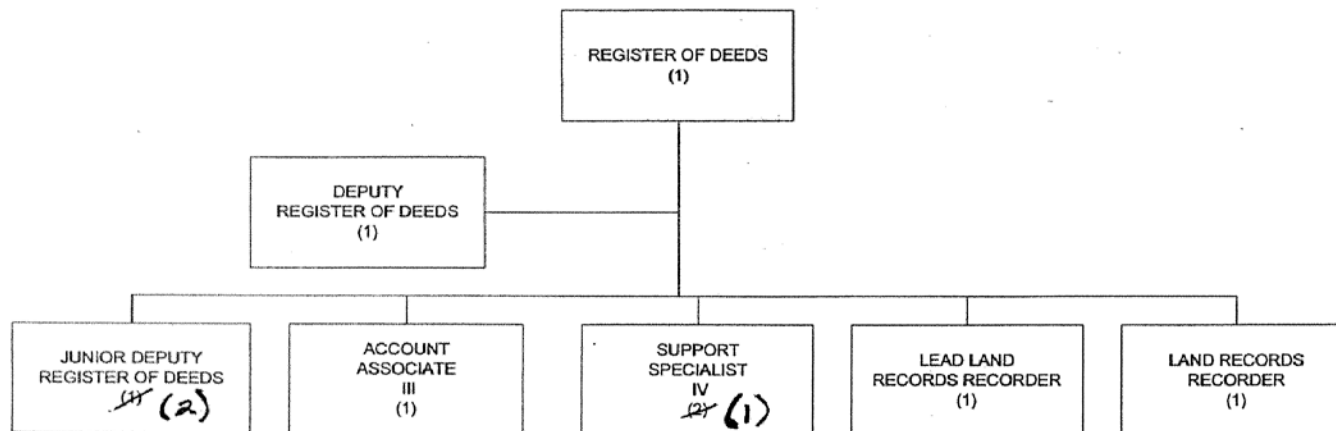 REGISTER OF DEEDS
(1)
DEPUTY
REGISTER OF DEEDS
(1)
JUNIOR DEPUTY
REGISTER OF DEEDS
(1) (2)
ACCOUNT
ASSOCIATE
III
(1)
SUPPORT
SPECIALIST
IV
(2) (1)
LEAD LAND
RECORDS RECORDER
(1)
LAND RECORDS
RECORDER
(1)